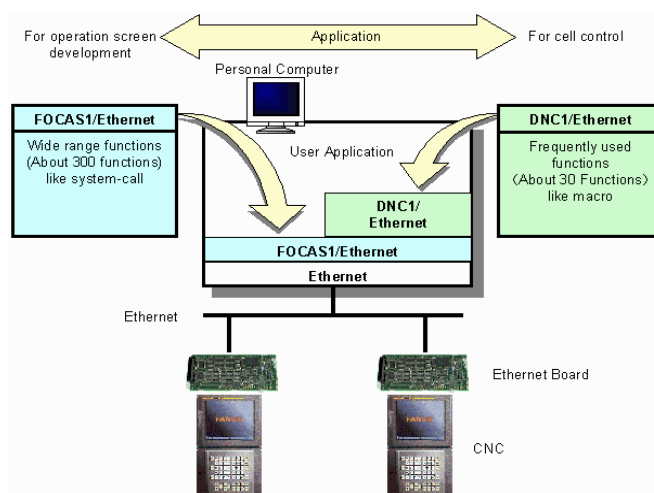 For operation screen
development
Application
For cell control
Personal Computer
FOCAS1/Ethernet
Wide range functions
(About 300 functions)
like system-call
DNC1/Ethernet
Frequently used
functions
(About 30 Functions)
like macro
User Application
DNC1/
Ethernet
FOCAS1/Ethernet
Ethernet
Ethernet
Ethernet Board
FANUC
FANUC
CNC